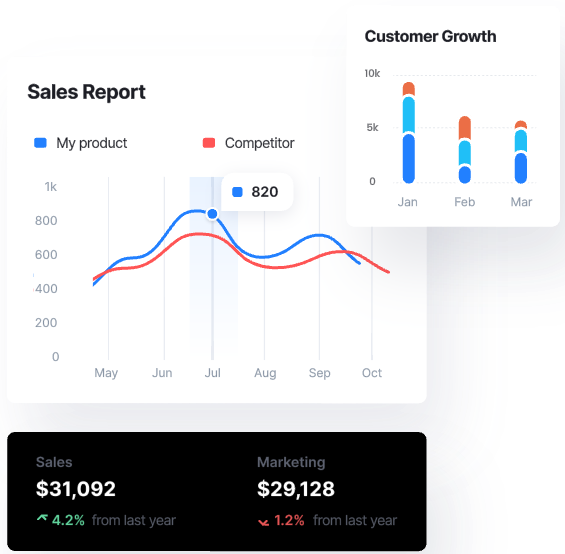 Customer Growth
10k
5k
0
Jan Feb Mar
Sales Report
My product Competitor
820
1k
800
600
400
200
0
May Jun Jul Aug Sep Oct
Sales Marketing
$31,092 $29,128
4.2% from last year 1.2% from last year